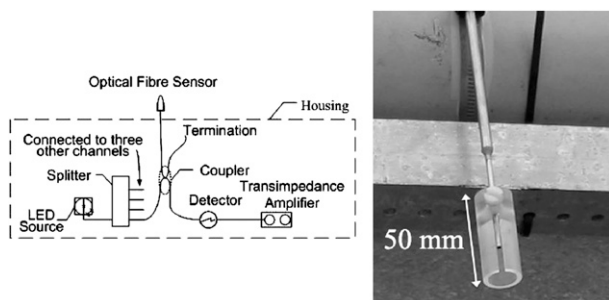 Optical Fibre Sensor
Housing
Connected to three
other channels
Termination
Splitter
Coupler
Detector
Transimpedance
Amplifier
LED
Source
50 mm